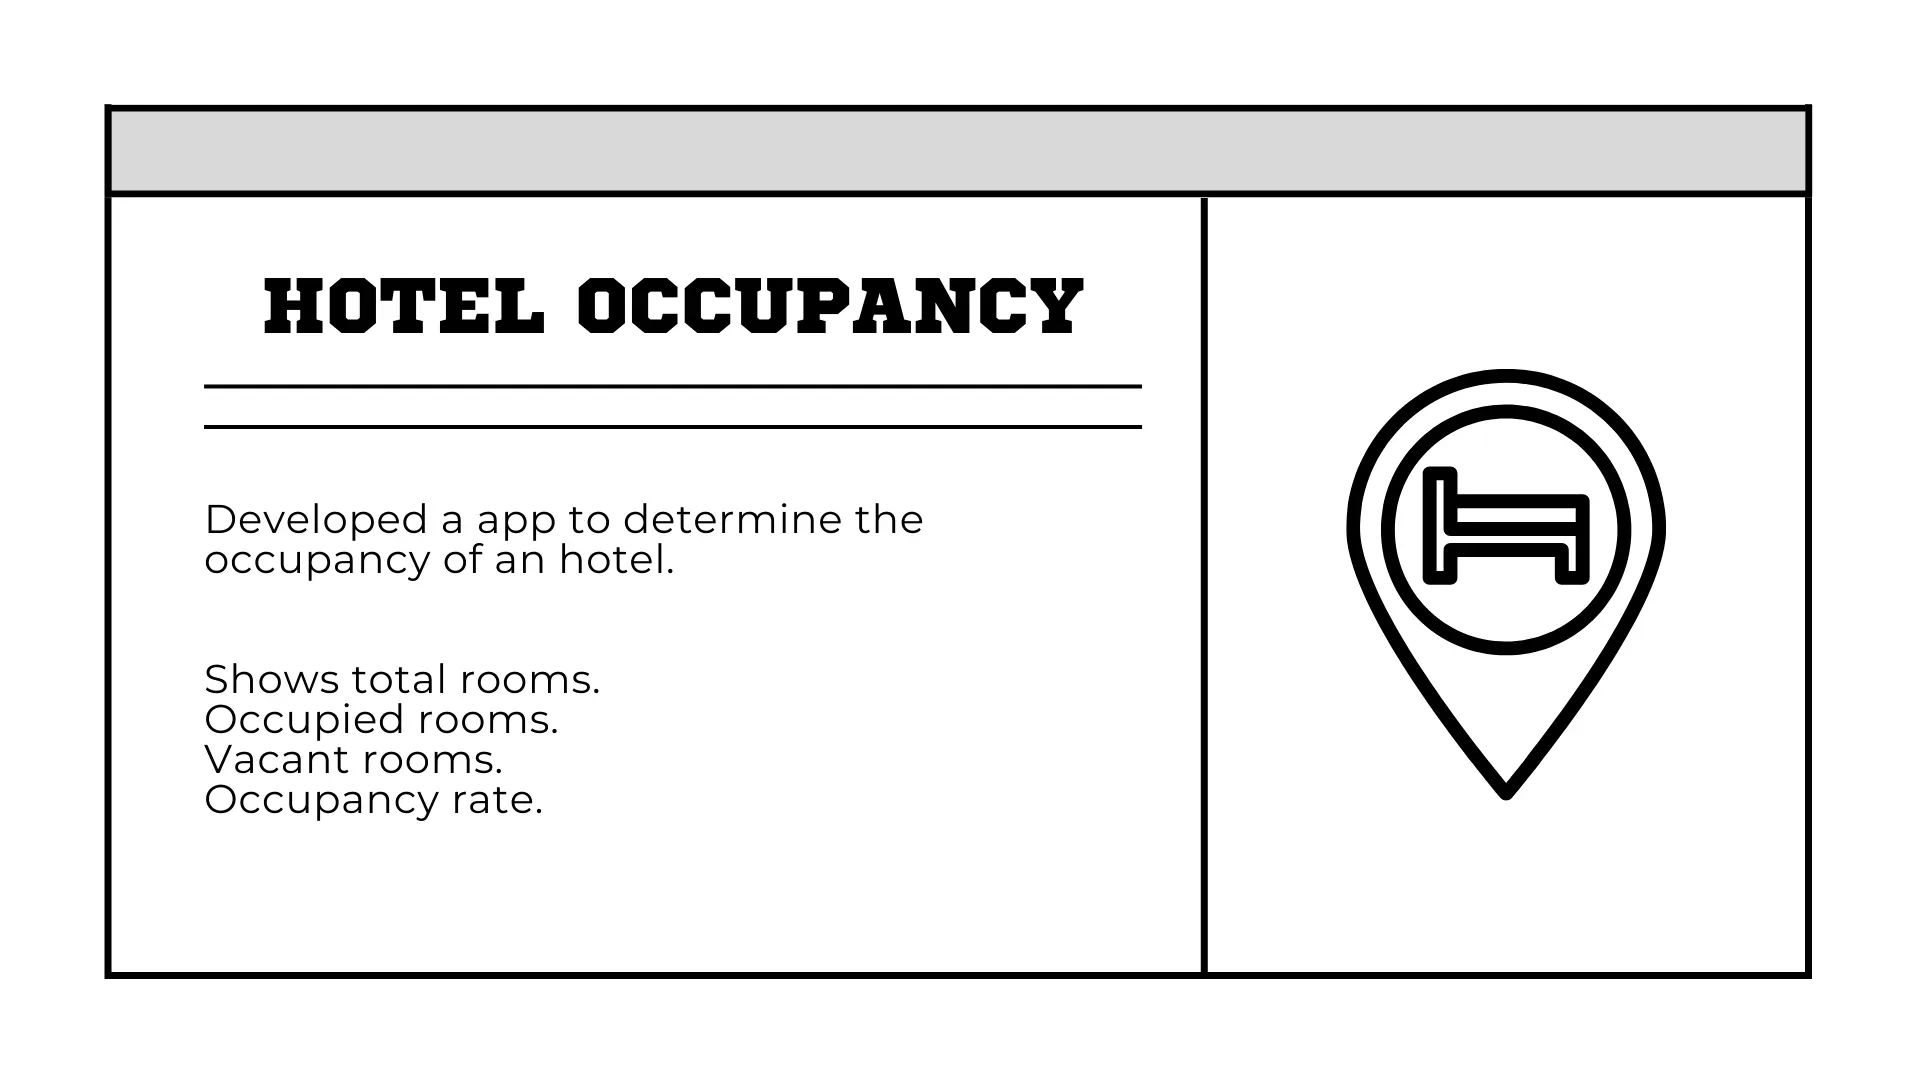 HOTEL OCCUPANCY
Developed a app to determine the
occupancy of an hotel.
Shows total rooms.
Occupied rooms.
Vacant rooms.
Occupancy rate.